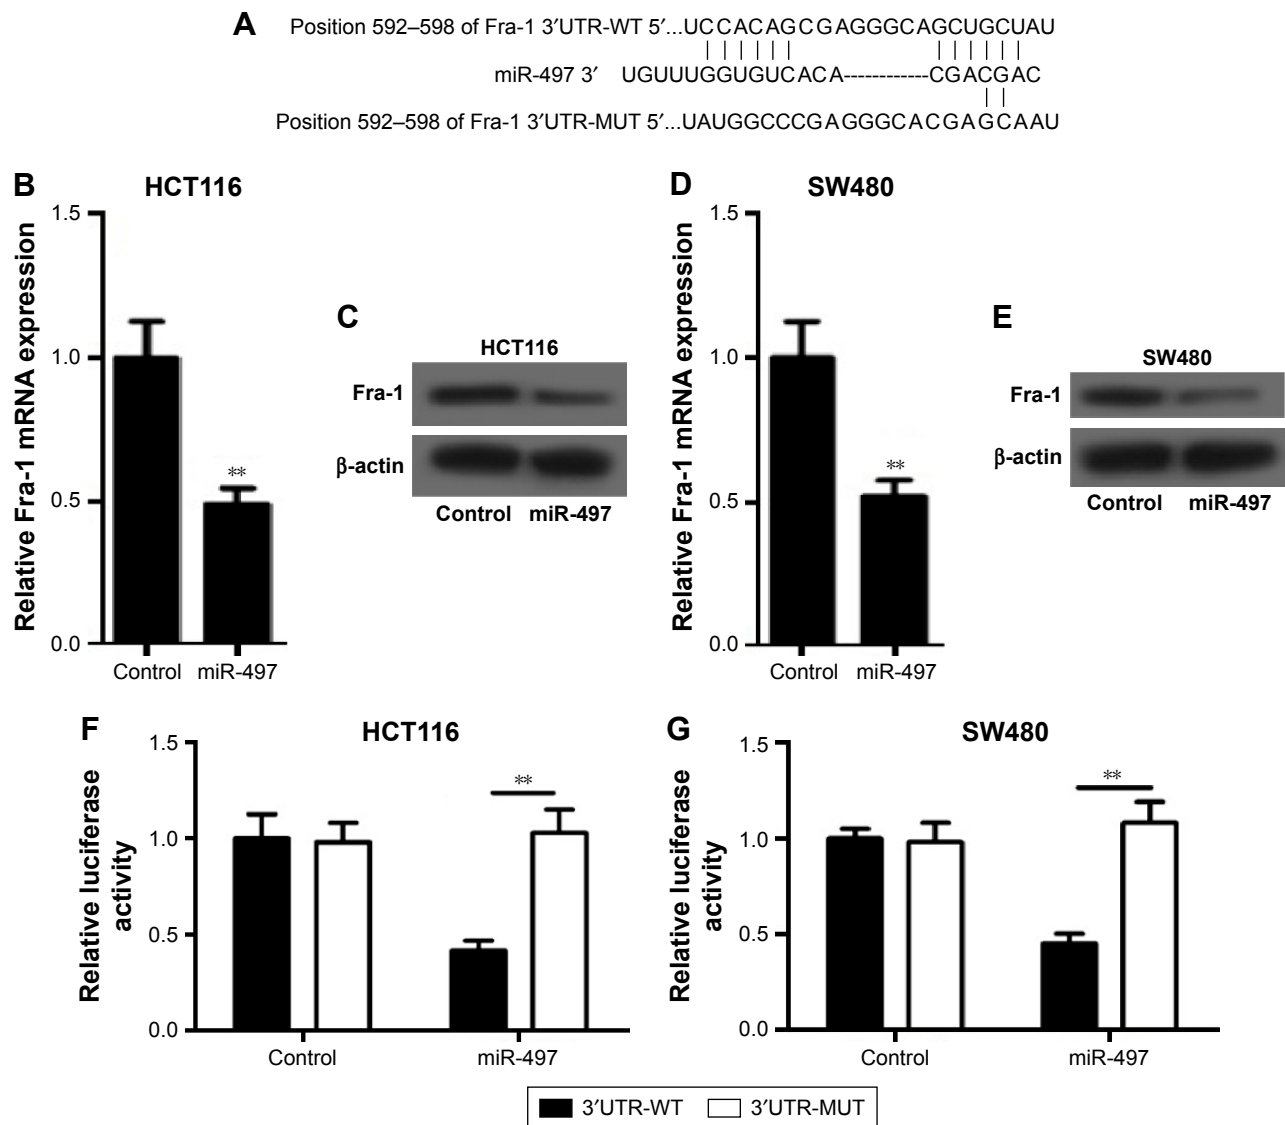 A
Position 592–598 of Fra-1 3′UTR-WT 5′...UCCACAGCGAGGGCAGCUGCUAU
miR-497 3′ UGUUUGGUGUCACA------------CGACGAC
Position 592–598 of Fra-1 3′UTR-MUT 5′...UAUGGCCCGAGGGCACGAGCAAU
B
HCT116
Relative Fra-1 mRNA expression
1.5
1.0
0.5
0.0
**
Control miR-497
C
HCT116
Fra-1
β-actin
Control miR-497
D
SW480
Relative Fra-1 mRNA expression
1.5
1.0
0.5
0.0
**
Control miR-497
E
SW480
Fra-1
β-actin
Control miR-497
F
HCT116
Relative luciferase
activity
1.5
1.0
0.5
0.0
**
Control miR-497
G
SW480
Relative luciferase
activity
1.5
1.0
0.5
0.0
**
Control miR-497
3′UTR-WT 3′UTR-MUT